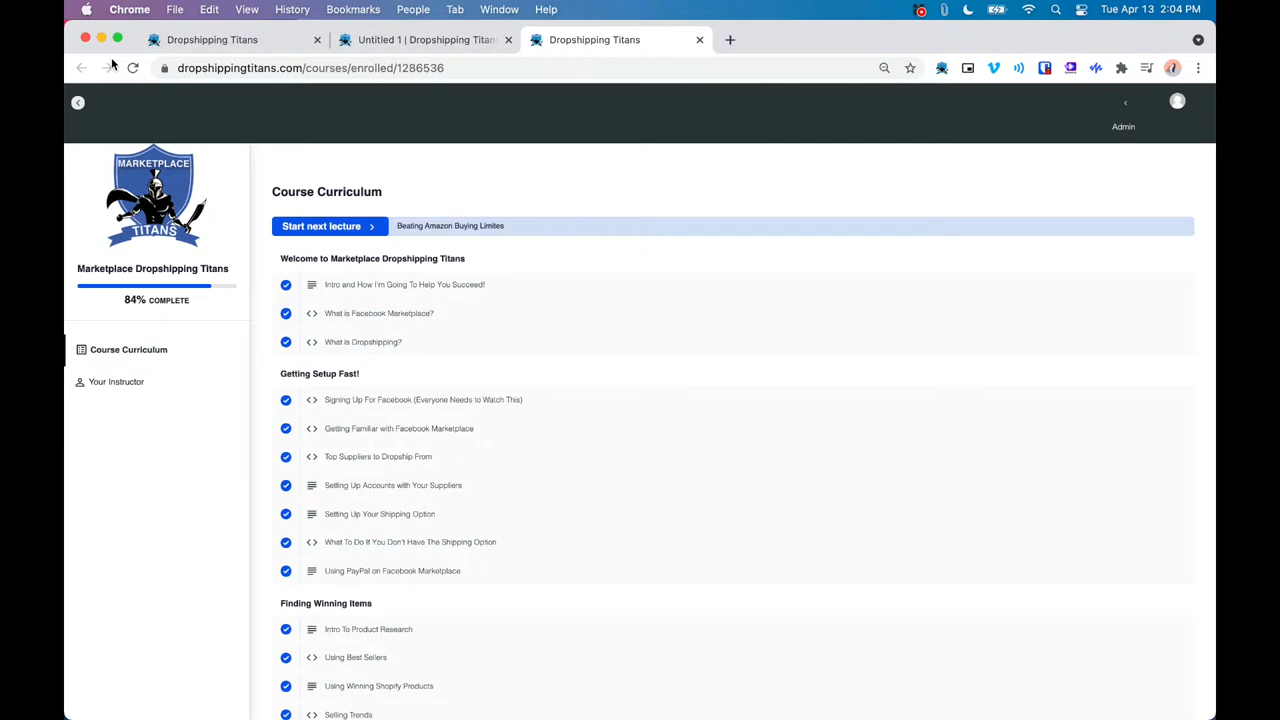 Chrome File Edit View History Bookmarks People Tab Window Help Tue Apr 13 2:04 PM
Dropshipping Titans Untitled 1 | Dropshipping Titans Dropshipping Titans
dropshippingtitans.com/courses/enrolled/1286536
Admin
MARKETPLACE
TITANS
Marketplace Dropshipping Titans
84% COMPLETE
Course Curriculum
Your Instructor
Course Curriculum
Start next lecture Beating Amazon Buying Limites
Welcome to Marketplace Dropshipping Titans
Intro and How I'm Going To Help You Succeed!
What is Facebook Marketplace?
What is Dropshipping?
Getting Setup Fast!
Signing Up For Facebook (Everyone Needs to Watch This)
Getting Familiar with Facebook Marketplace
Top Suppliers to Dropship From
Setting Up Accounts with Your Suppliers
Setting Up Your Shipping Option
What To Do If You Don't Have The Shipping Option
Using PayPal on Facebook Marketplace
Finding Winning Items
Intro To Product Research
Using Best Sellers
Using Winning Shopify Products
Selling Trends